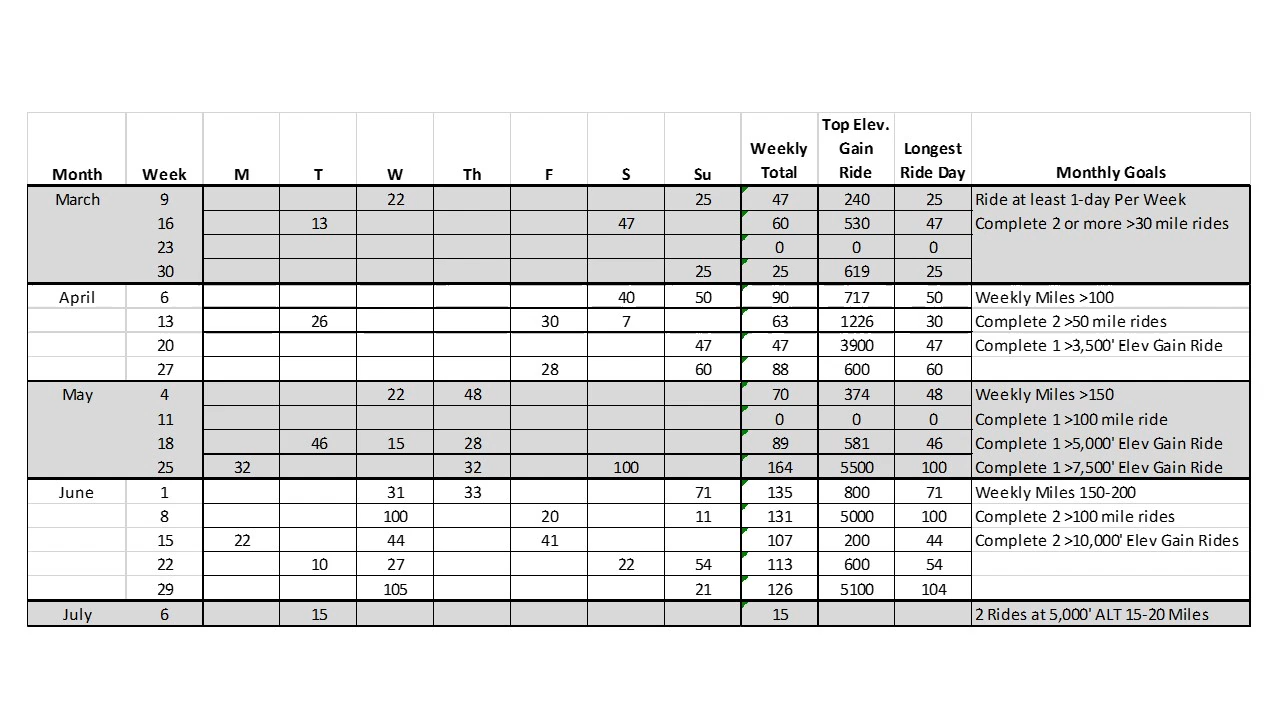 Month Week M T W Th F S Su Weekly Total Top Elev. Gain Ride Longest Ride Day Monthly Goals
March 9 22 25 47 240 25 Ride at least 1-day Per Week
16 13 47 60 530 47 Complete 2 or more >30 mile rides
23 0 0 0
30 25 25 619 25
April 6 40 50 90 717 50 Weekly Miles >100
13 26 30 7 63 1226 30 Complete 2 >50 mile rides
20 47 47 3900 47 Complete 1 >3,500' Elev Gain Ride
27 28 60 88 600 60
May 4 22 48 70 374 48 Weekly Miles >150
11 0 0 0 Complete 1 >100 mile ride
18 46 15 28 89 581 46 Complete 1 >5,000' Elev Gain Ride
25 32 32 100 164 5500 100 Complete 1 >7,500' Elev Gain Ride
June 1 31 33 71 135 800 71 Weekly Miles 150-200
8 100 20 11 131 5000 100 Complete 2 >100 mile rides
15 22 44 41 107 200 44 Complete 2 >10,000' Elev Gain Rides
22 10 27 22 54 113 600 54
29 105 21 126 5100 104
July 6 15 15 2 Rides at 5,000' ALT 15-20 Miles